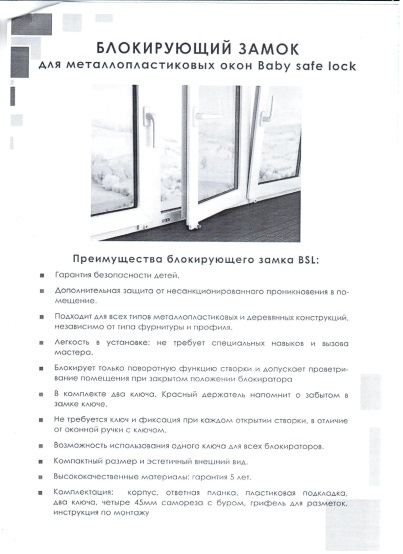 БЛОКИРУЮЩИЙ ЗАМОК
для металлопластиковых окон Baby safe lock
Преимущества блокирующего замка BSL:
Гарантия безопасности детей.
Дополнительная защита от несанкционированного проникновения в по-
мещение.
Подходит для всех типов металлопластиковых и деревянных конструкций,
независимо от типа фурнитуры и профиля.
Легкость в установке: не требует специальных навыков и вызова
мастера.
Блокирует только поворотную функцию створки и допускает проветри-
вание помещения при закрытом положении блокиратора
В комплекте два ключа. Красный держатель напомнит о забытом в
замке ключе.
Не требуется ключ и фиксация при каждом открытии створки, в отличие
от оконной ручки с ключом.
Возможность использования одного ключа для всех блокираторов.
Компактный размер и эстетичный внешний вид.
Высококачественные материалы: гарантия 5 лет.
Комплектация: корпус, ответная планка, пластиковая подкладка,
два ключа, четыре 45мм самореза с буром, грифель для разметок,
инструкция по монтажу